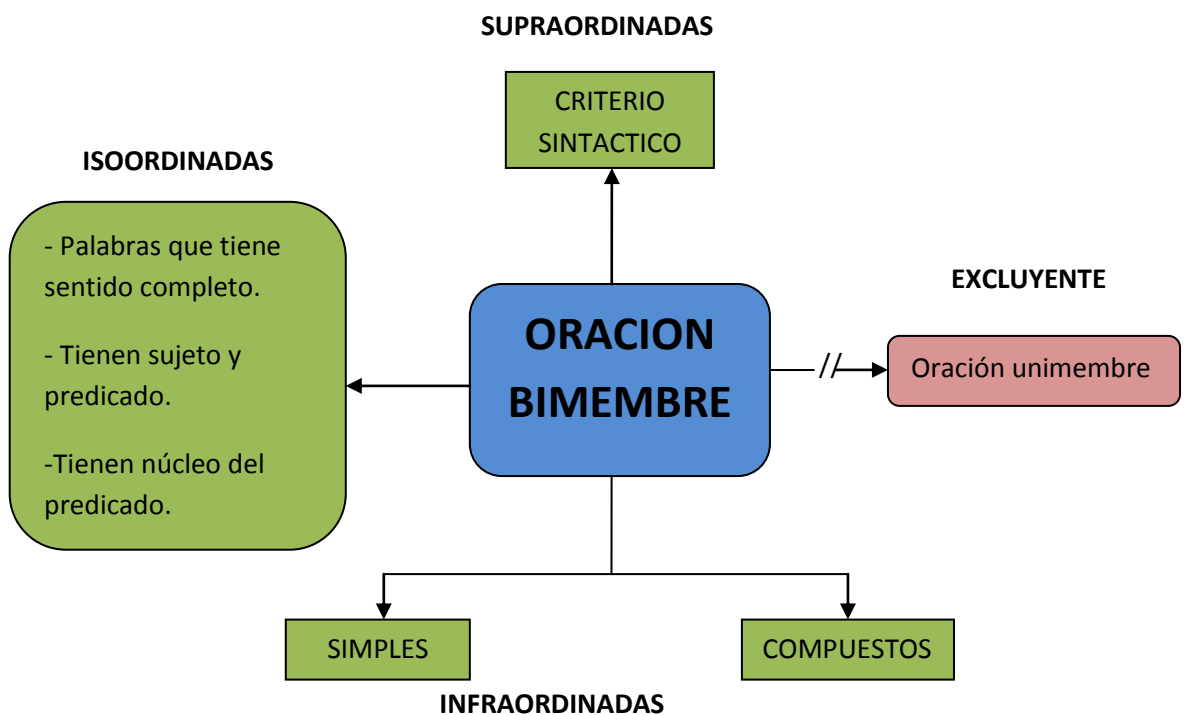 SUPRAORDINADAS
CRITERIO
SINTACTICO
ISOORDINADAS
- Palabras que tiene
sentido completo.
- Tienen sujeto y
predicado.
-Tienen núcleo del
predicado.
ORACION
BIMEMBRE
EXCLUYENTE
//
Oración unimembre
SIMPLES
COMPUESTOS
INFRAORDINADAS